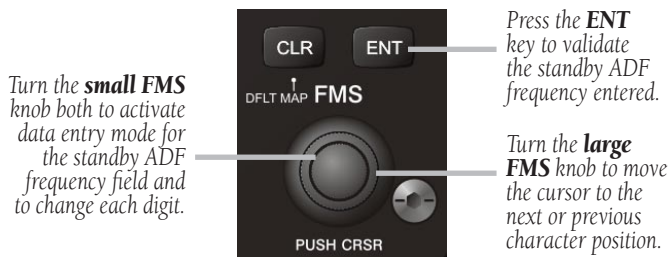 Turn the small FMS
knob both to activate
data entry mode for
the standby ADF
frequency field and
to change each digit.
CLR
ENT
DFLT MAP FMS
PUSH CRSR
Press the ENT
key to validate
the standby ADF
frequency entered.
Turn the large
FMS knob to move
the cursor to the
next or previous
character position.